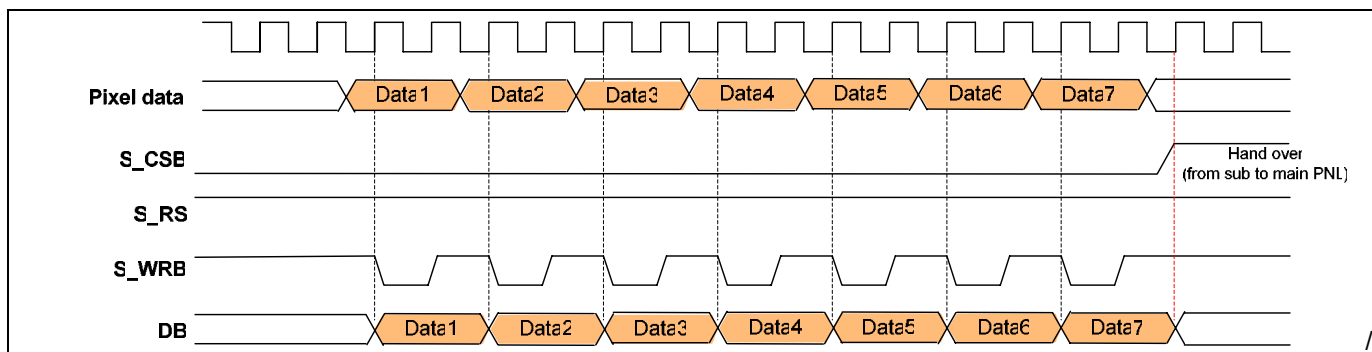 Pixel data
Data1 Data2 Data3 Data4 Data5 Data6 Data7
S_CSB
Hand over
(from sub to main PNL)
S_RS
S_WRB
DB
Data1 Data2 Data3 Data4 Data5 Data6 Data7